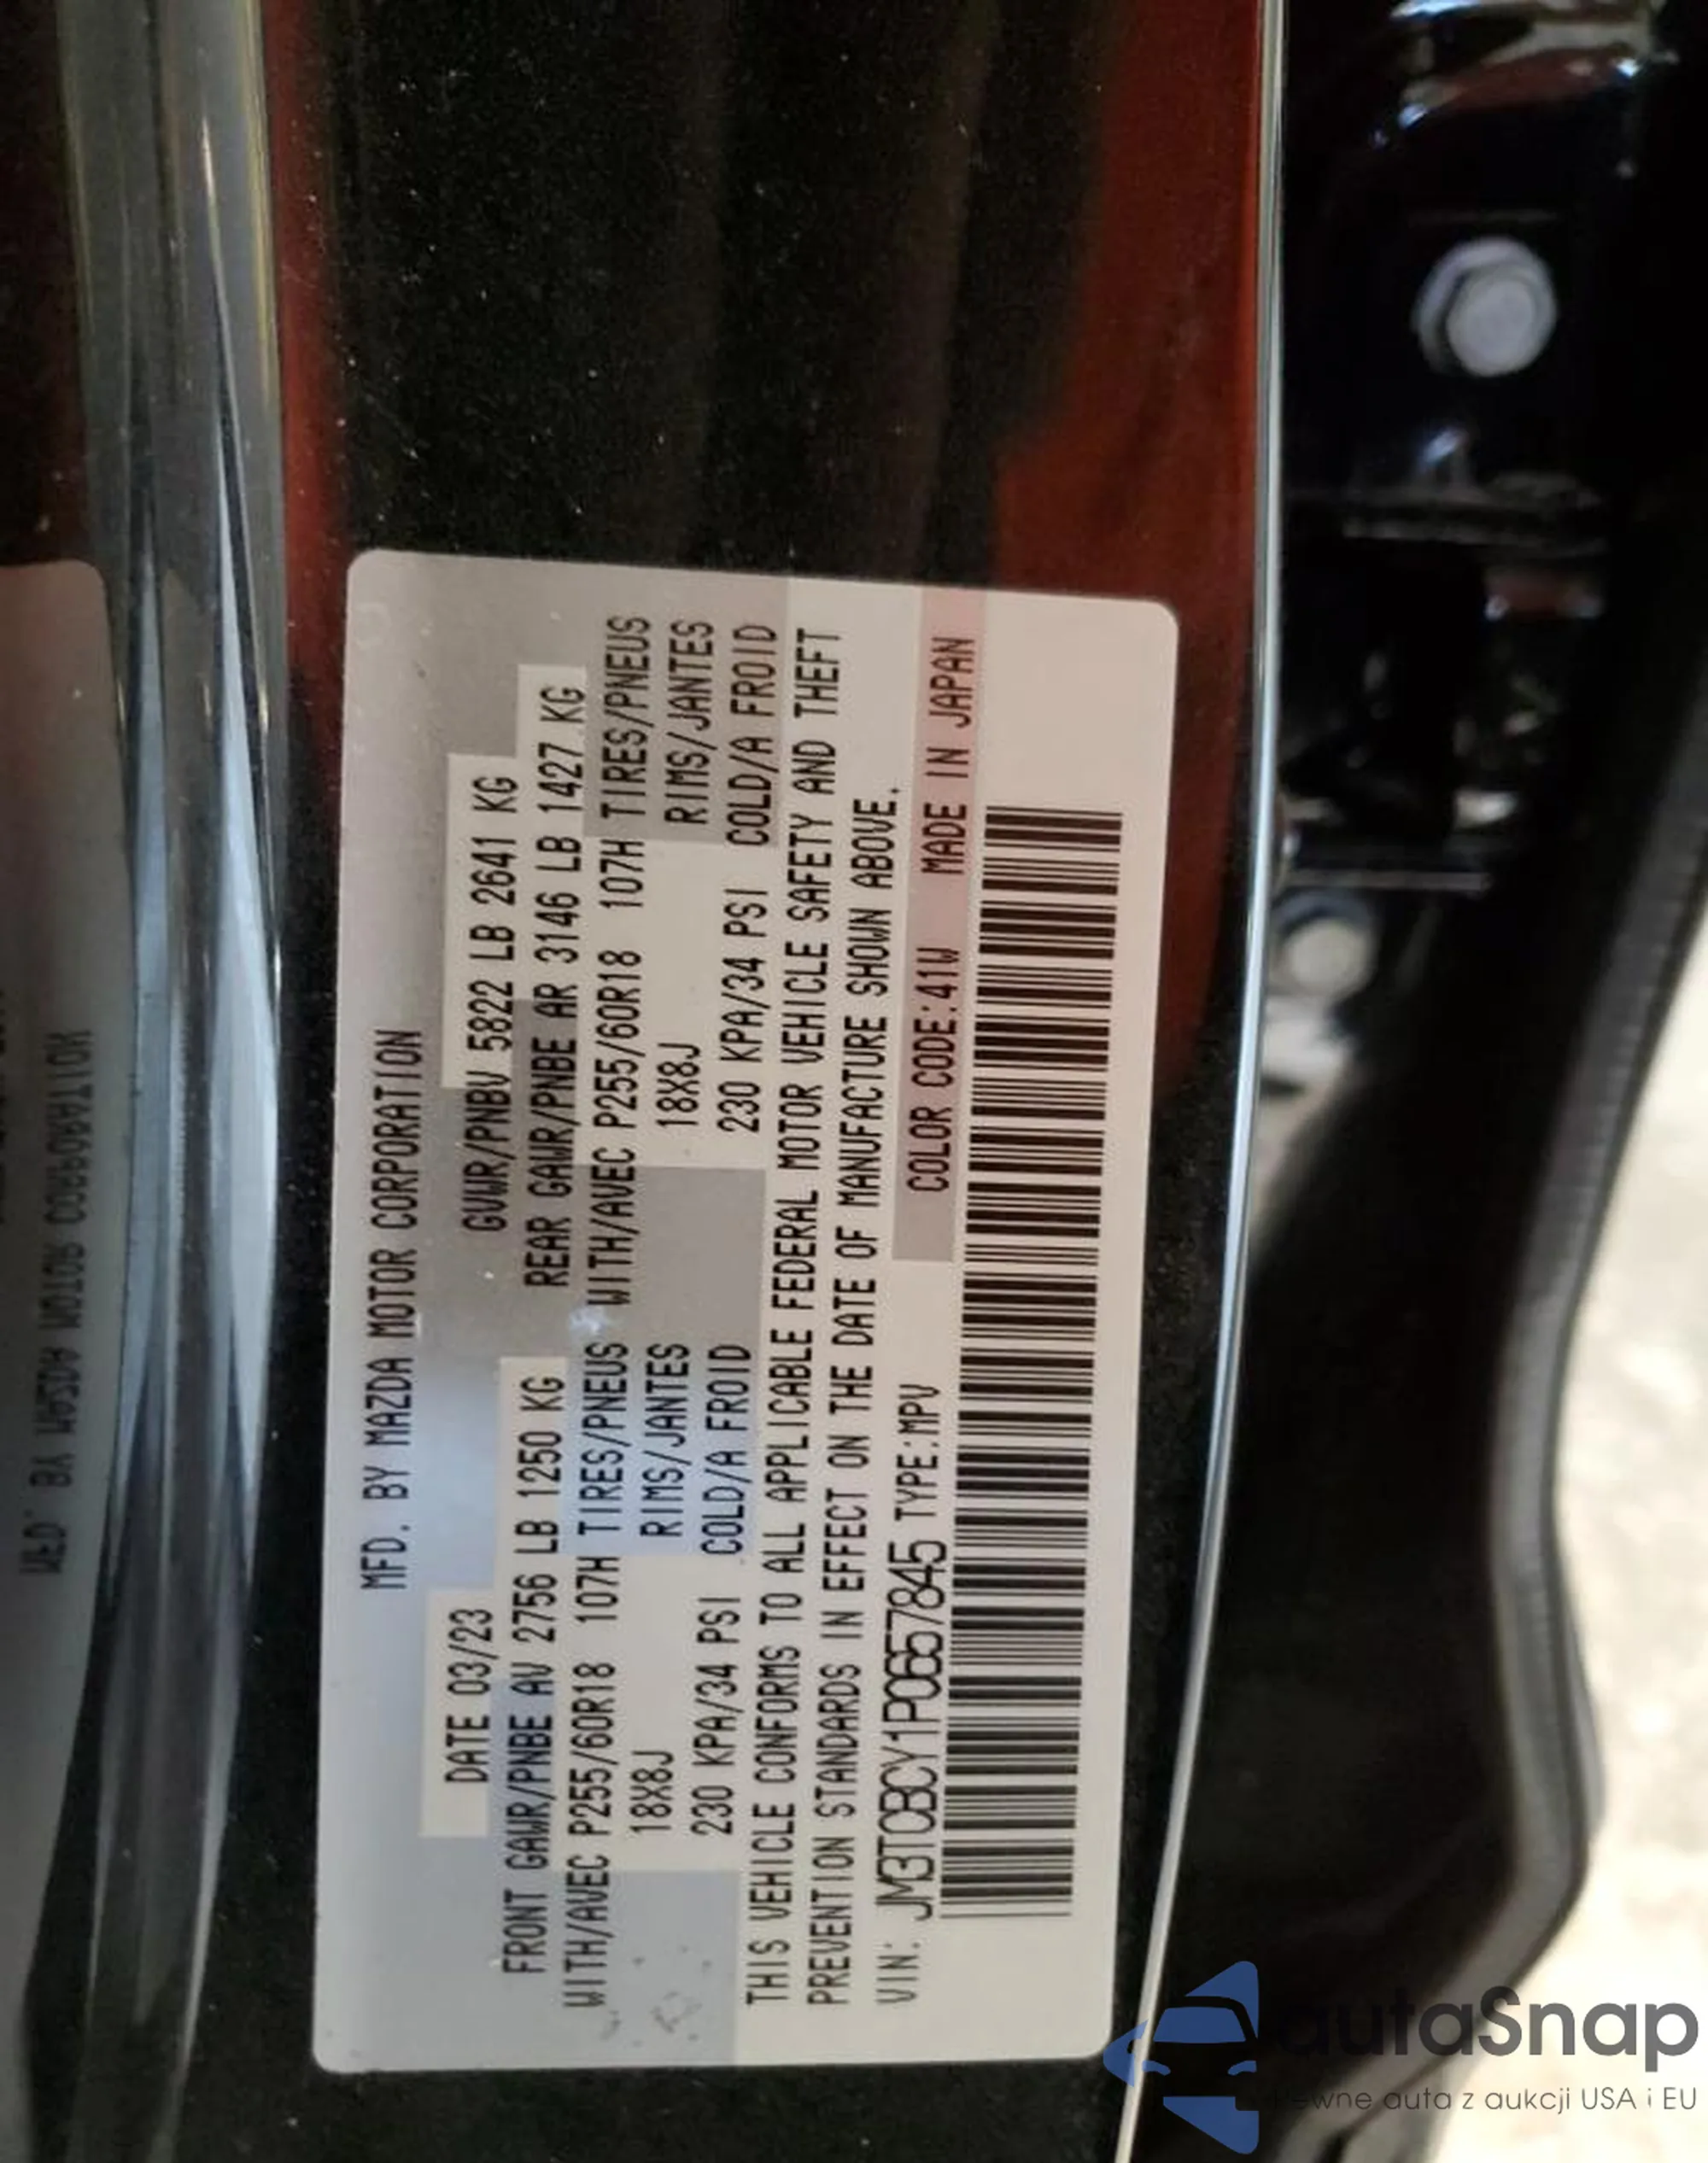 MFD. BY MAZDA MOTOR CORPORATION
DATE 03/23 GVWR/PNBV 5822 LB 2641 KG
FRONT GAWR/PNBE AV 2756 LB 1250 KG REAR GAWR/PNBE AR 3146 LB 1427 KG
WITH/AVEC P255/60R18 107H TIRES/PNEUS WITH/AVEC P255/60R18 107H TIRES/PNEUS
18X8J RIMS/JANTES 18X8J RIMS/JANTES
230 KPA/34 PSI COLD/A FROID 230 KPA/34 PSI COLD/A FROID
THIS VEHICLE CONFORMS TO ALL APPLICABLE FEDERAL MOTOR VEHICLE SAFETY AND THEFT
PREVENTION STANDARDS IN EFFECT ON THE DATE OF MANUFACTURE SHOWN ABOVE.
VIN: JM3TCBCY1P0657845 TYPE:MPV COLOR CODE:41W MADE IN JAPAN
autaSnap
Pewne auta z aukcji USA i EU